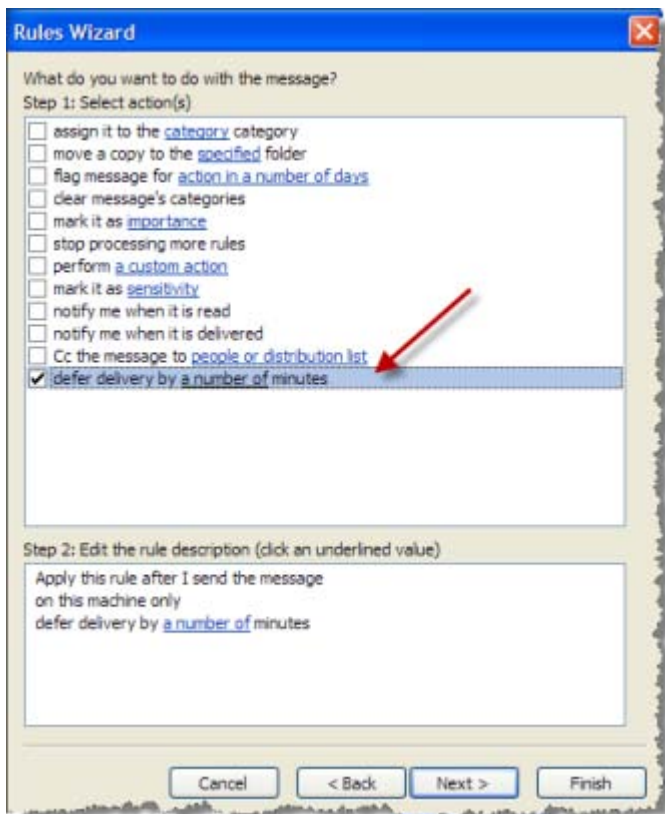 Rules Wizard
What do you want to do with the message?
Step 1: Select action(s)
assign it to the category category
move a copy to the specified folder
flag message for action in a number of days
clear message's categories
mark it as importance
stop processing more rules
perform a custom action
mark it as sensitivity
notify me when it is read
notify me when it is delivered
Cc the message to people or distribution list
defer delivery by a number of minutes
Step 2: Edit the rule description (click an underlined value)
Apply this rule after I send the message
on this machine only
defer delivery by a number of minutes
Cancel < Back Next > Finish